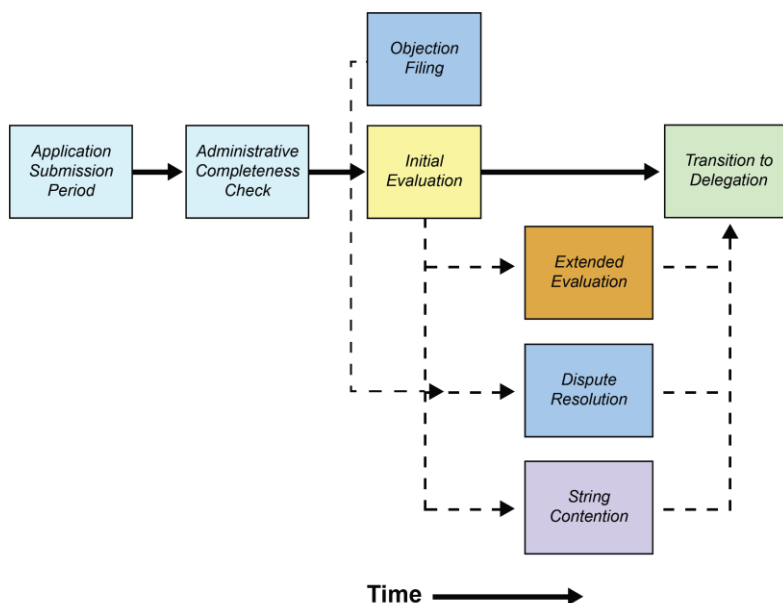 Objection
Filing
Application
Submission
Period
Administrative
Completeness
Check
Initial
Evaluation
Transition to
Delegation
Extended
Evaluation
Dispute
Resolution
String
Contention
Time